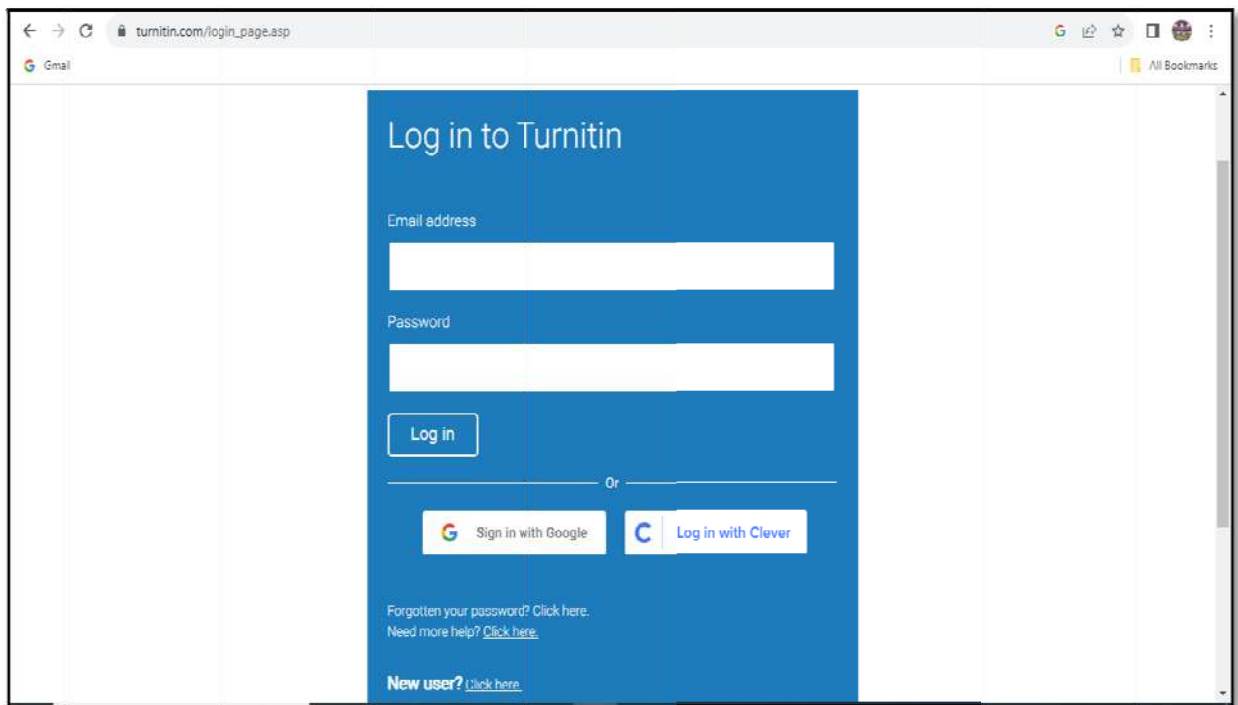 turnitin.com/login_page.asp
G
G Gmail
All Bookmarks
Log in to Turnitin
Email address
Password
Log in
Or
G Sign in with Google
C Log in with Clever
Forgotten your password? Click here.
Need more help? Click here.
New user? Click here.